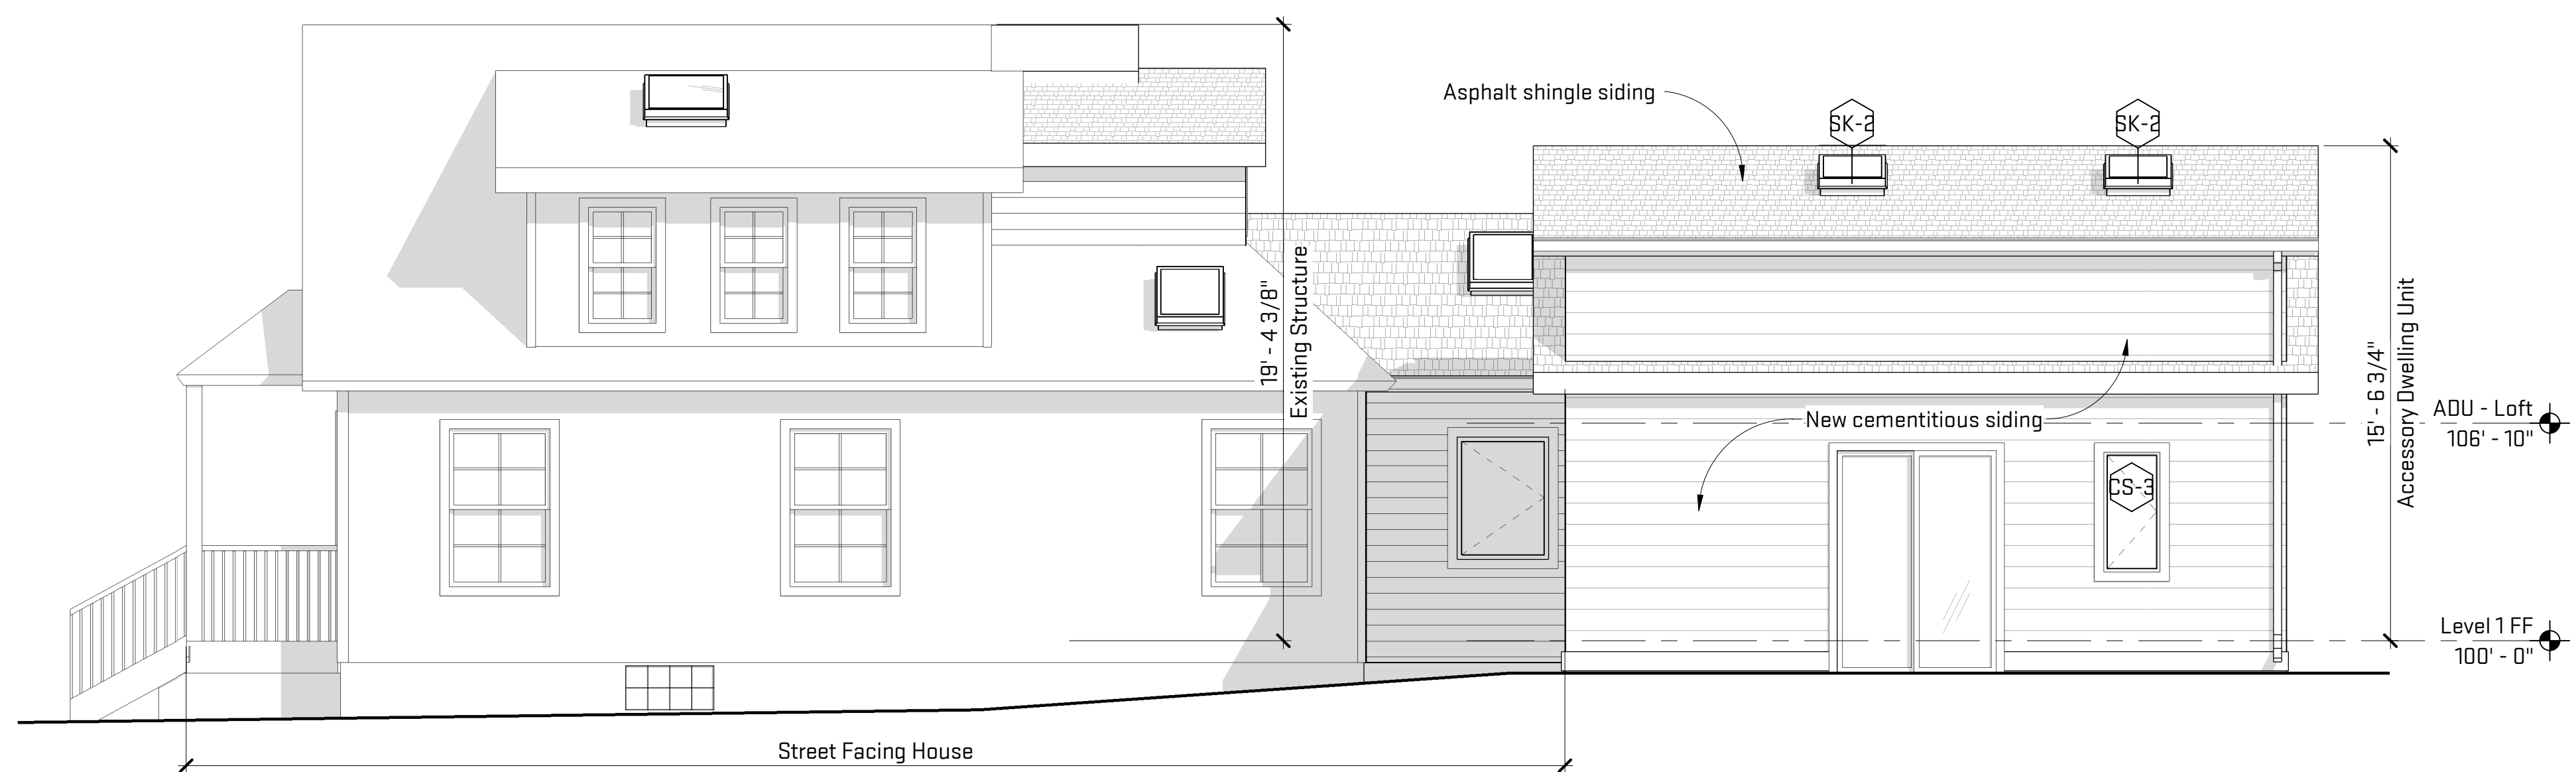 Asphalt shingle siding
SK-2
SK-2
19' - 4 3/8"
Existing Structure
15' - 6 3/4"
Accessory Dwelling Unit
New cementitious siding
ADU - Loft
106' - 10"
CS-3
Level 1 FF
100' - 0"
Street Facing House